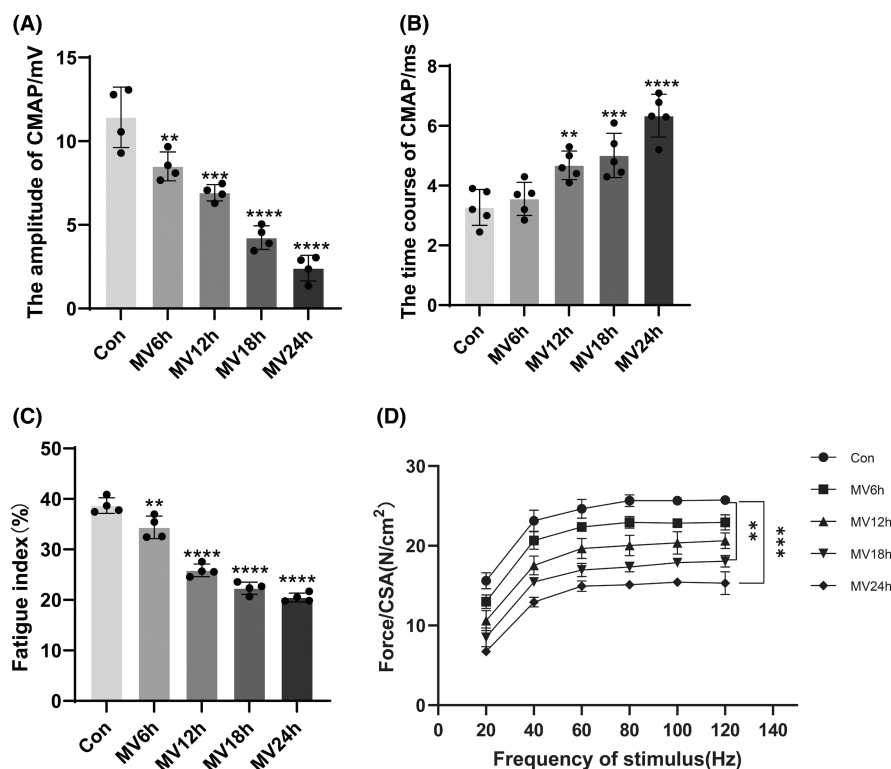 (A)
The amplitude of CMAP/mV
15
10
5
0
**
***
****
****
Con
MV6h
MV12h
MV18h
MV24h
(B)
The time course of CMAP/ms
8
6
4
2
0
**
***
****
Con
MV6h
MV12h
MV18h
MV24h
(C)
Fatigue index(%)
50
40
30
20
10
0
**
****
****
****
Con
MV6h
MV12h
MV18h
MV24h
(D)
Force/CSA(N/cm²)
30
20
10
0
0 20 40 60 80 100 120 140
Frequency of stimulus(Hz)
**
***
Con
MV6h
MV12h
MV18h
MV24h